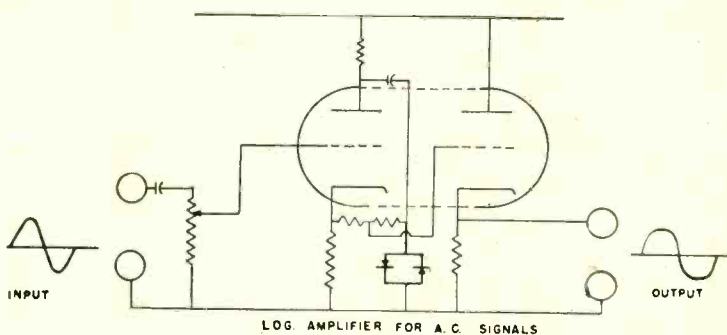 INPUT
OUTPUT
LOG. AMPLIFIER FOR A.C. SIGNALS